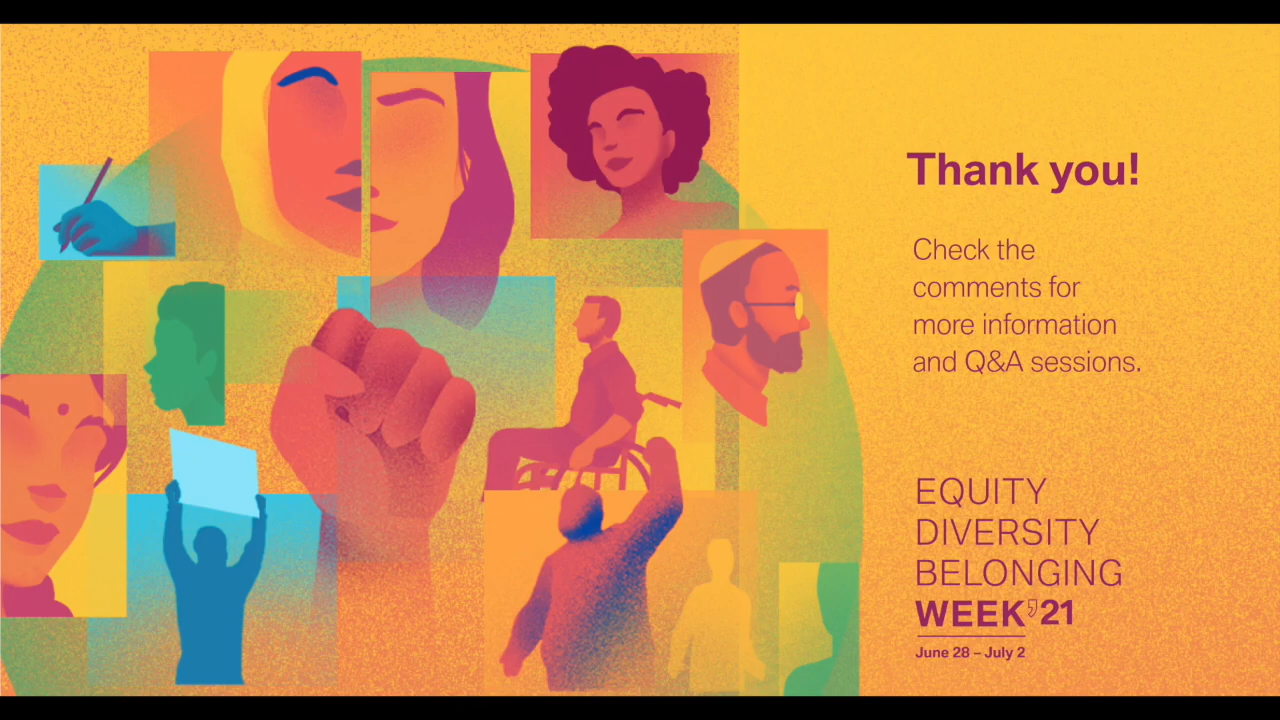 Thank you!
Check the
comments for
more information
and Q&A sessions.
EQUITY
DIVERSITY
BELONGING
WEEK'21
June 28 – July 2